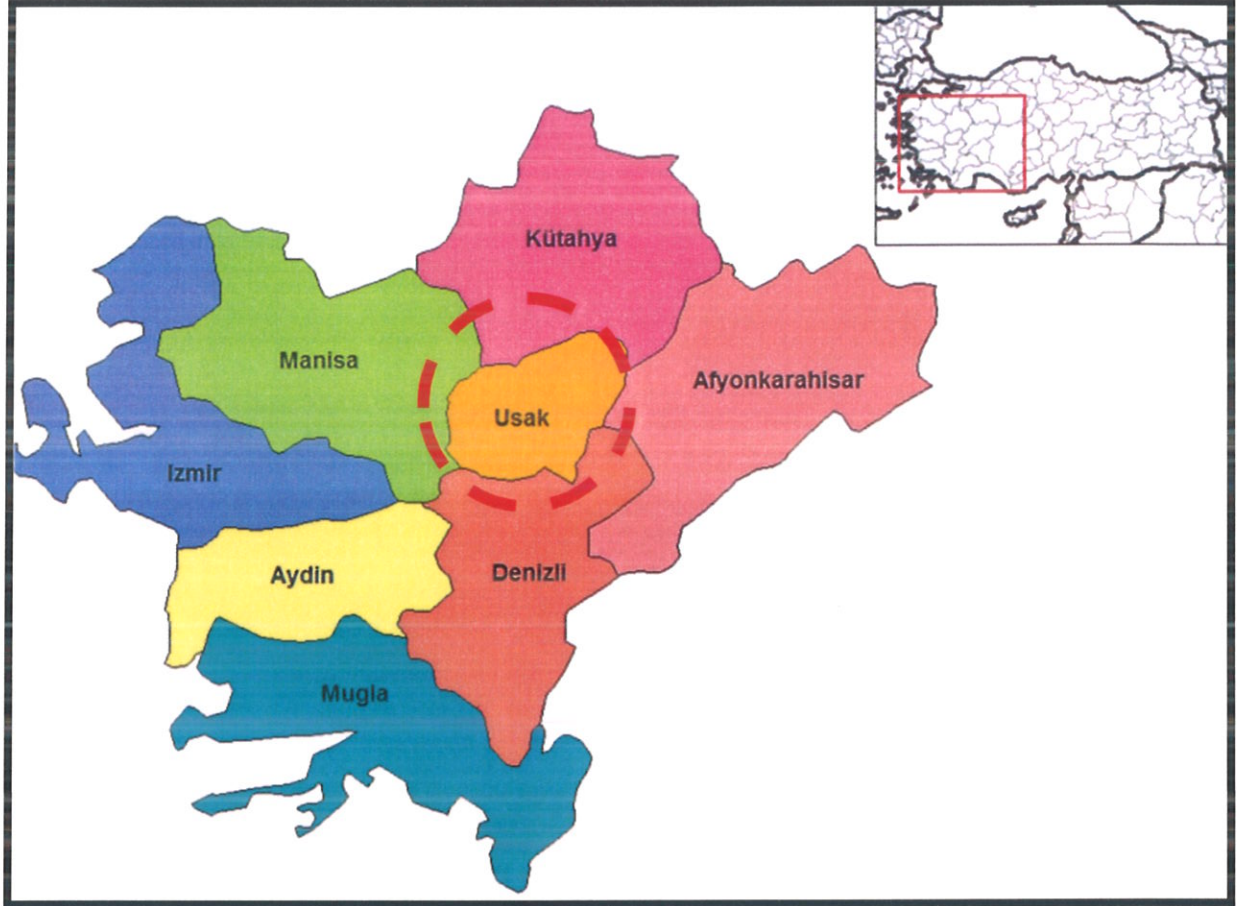 Kütahya
Manisa
Afyonkarahisar
Usak
Izmir
Aydin
Denizli
Mugla